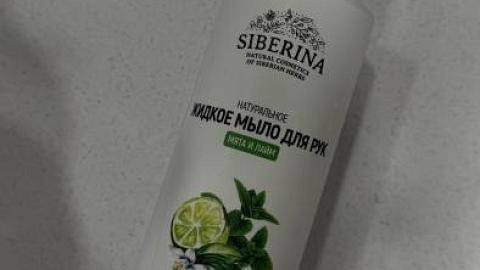 SIBERINA
NATURAL COSMETICS
OF SIBERIAN HERBS
НАТУРАЛЬНОЕ
ЖИДКОЕ МЫЛО ДЛЯ РУК
МЯТА И ЛАЙМ